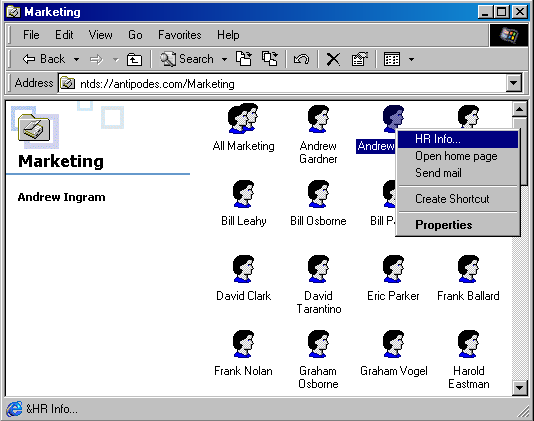 Marketing
File Edit View Go Favorites Help
Back Search
Address ntds://antipodes.com/Marketing
Marketing
Andrew Ingram
All Marketing
Andrew
Gardner
Andrew
HR Info...
Open home page
Send mail
Create Shortcut
Properties
Bill Leahy
Bill Osborne
Bill
David Clark
David
Tarantino
Eric Parker
Frank Ballard
Frank Nolan
Graham
Osborne
Graham Vogel
Harold
Eastman
&HR Info...